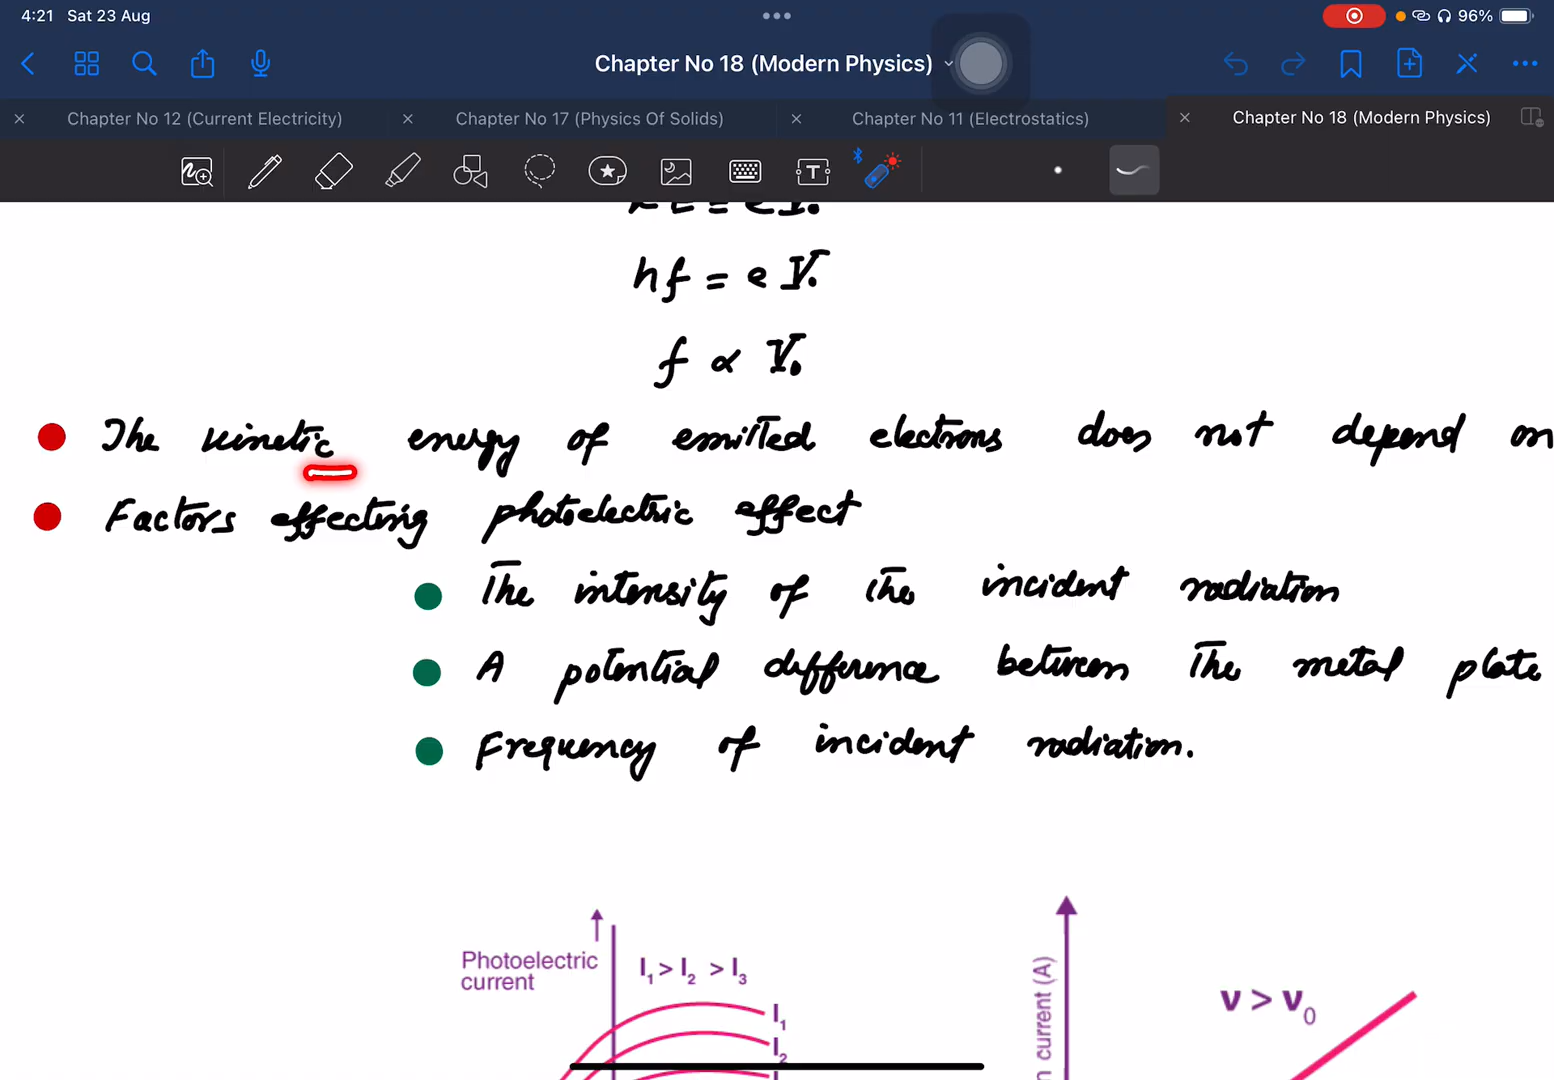 4:21 Sat 23 Aug
96%
Chapter No 18 (Modern Physics)
Chapter No 12 (Current Electricity)
Chapter No 17 (Physics Of Solids)
Chapter No 11 (Electrostatics)
Chapter No 18 (Modern Physics)
hf = e V₀
f ∝ V₀
The kinetic energy of emitted electrons does not depend on
Factors effecting photoelectric effect
The intensity of the incident radiation
A potential difference between the metal plate
Frequency of incident radiation.
Photoelectric
current
I₁ > I₂ > I₃
I₁
I₂
current (A)
ν > ν₀